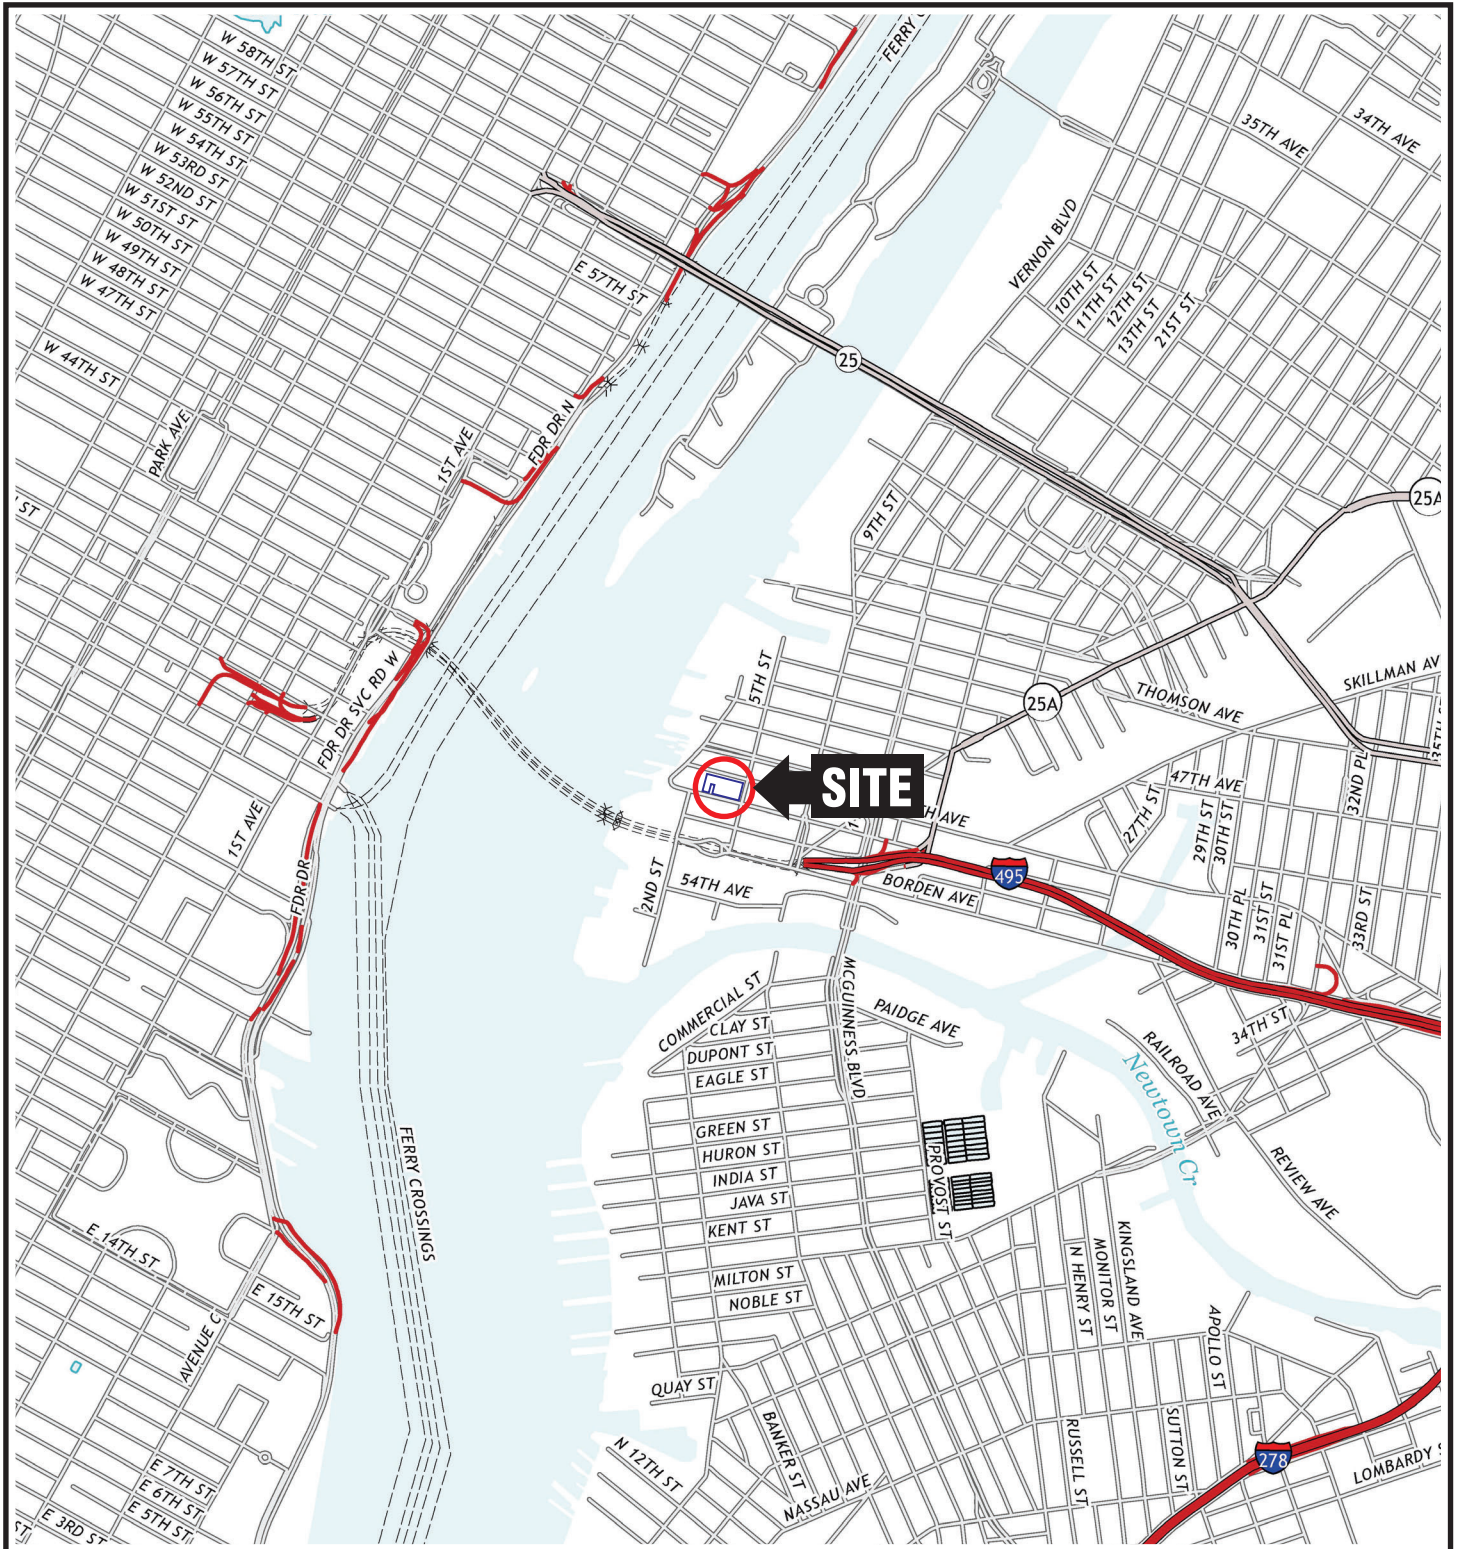 W 58TH ST
W 57TH ST
W 56TH ST
W 55TH ST
W 54TH ST
W 53RD ST
W 52ND ST
W 51ST ST
W 50TH ST
W 49TH ST
W 48TH ST
W 47TH ST
W 44TH ST
FERRY
35TH AVE
34TH AVE
VERNON BLVD
10TH ST
11TH ST
12TH ST
13TH ST
21ST ST
E 57TH ST
25
PARK AVE
1ST AVE
FDR DR N
ST
9TH ST
25A
5TH ST
25A
THOMSON AVE
SKILLMAN AV
35TH
FDR DR SVC RD W
SITE
47TH AVE
32ND PL
TH AVE
27TH ST
29TH ST
30TH ST
1ST AVE
FDR DR
2ND ST
54TH AVE
BORDEN AVE
495
30TH PL
31ST ST
31ST PL
33RD ST
34TH ST
COMMERCIAL ST
CLAY ST
DUPONT ST
EAGLE ST
MCGUINNESS BLVD
PAIDGE AVE
RAILROAD AVE
Newtown Cr
REVIEW AVE
GREEN ST
HURON ST
INDIA ST
JAVA ST
KENT ST
PROVOST ST
FERRY CROSSINGS
MILTON ST
NOBLE ST
N HENRY ST
MONITOR ST
KINGSLAND AVE
E 14TH ST
E 15TH ST
AVENUE C
APOLLO ST
QUAY ST
BANKER ST
N 12TH ST
NASSAU AVE
RUSSELL ST
SUTTON ST
278
LOMBARDY S
E 7TH ST
E 6TH ST
E 5TH ST
E 3RD ST
ST